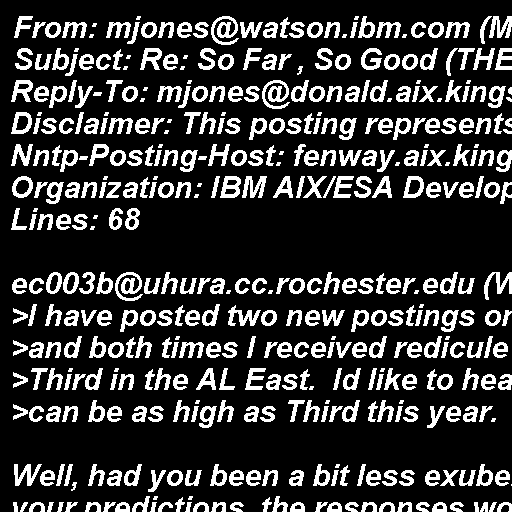 From: mjones@watson.ibm.com (M
Subject: Re: So Far , So Good (THE
Reply-To: mjones@donald.aix.kings
Disclaimer: This posting represents
Nntp-Posting-Host: fenway.aix.king
Organization: IBM AIX/ESA Develop
Lines: 68

ec003b@uhura.cc.rochester.edu (W
>I have posted two new postings on
>and both times I received redicule
>Third in the AL East.  Id like to hea
>can be as high as Third this year.

Well, had you been a bit less exube
your predictions, the responses wo